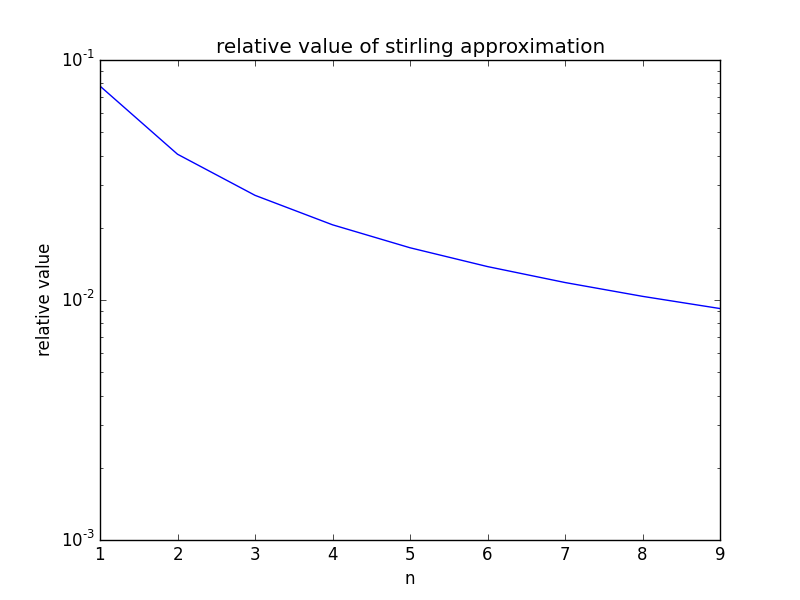 relative value of stirling approximation
10^-1
10^-2
10^-3
relative value
1 2 3 4 5 6 7 8 9
n